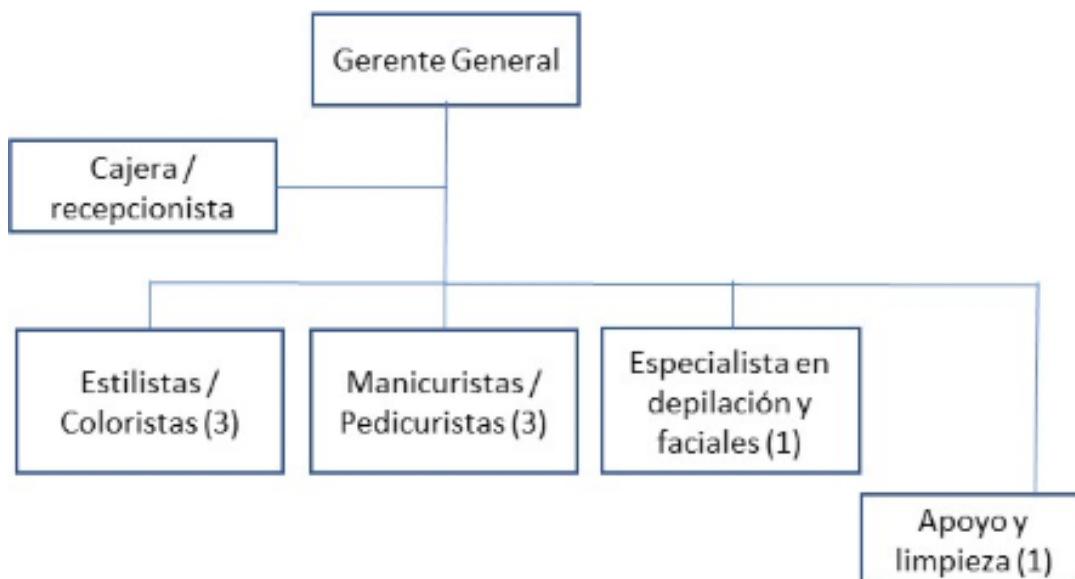 Gerente General
Cajera /
recepcionista
Estilistas /
Coloristas (3)
Manicuristas /
Pedicuristas (3)
Especialista en
depilación y
faciales (1)
Apoyo y
limpieza (1)